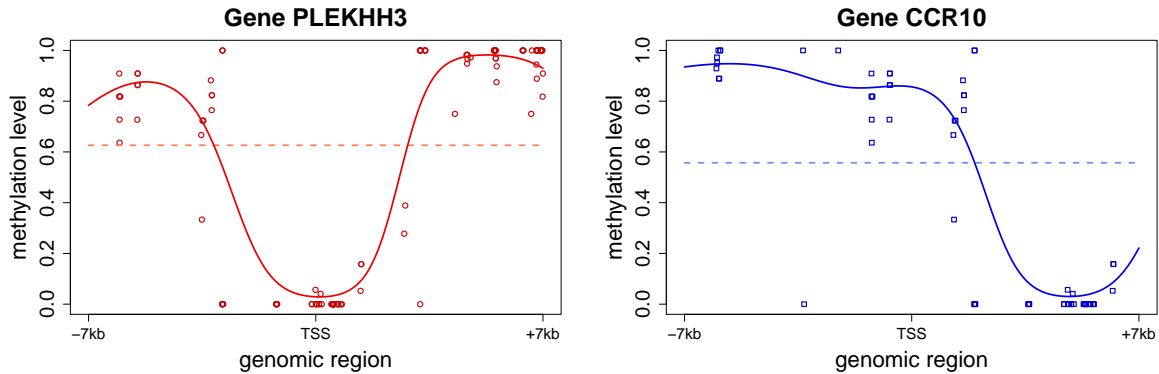 Gene PLEKHH3
methylation level
1.0
0.8
0.6
0.4
0.2
0.0
−7kb
TSS
+7kb
genomic region
Gene CCR10
methylation level
1.0
0.8
0.6
0.4
0.2
0.0
−7kb
TSS
+7kb
genomic region